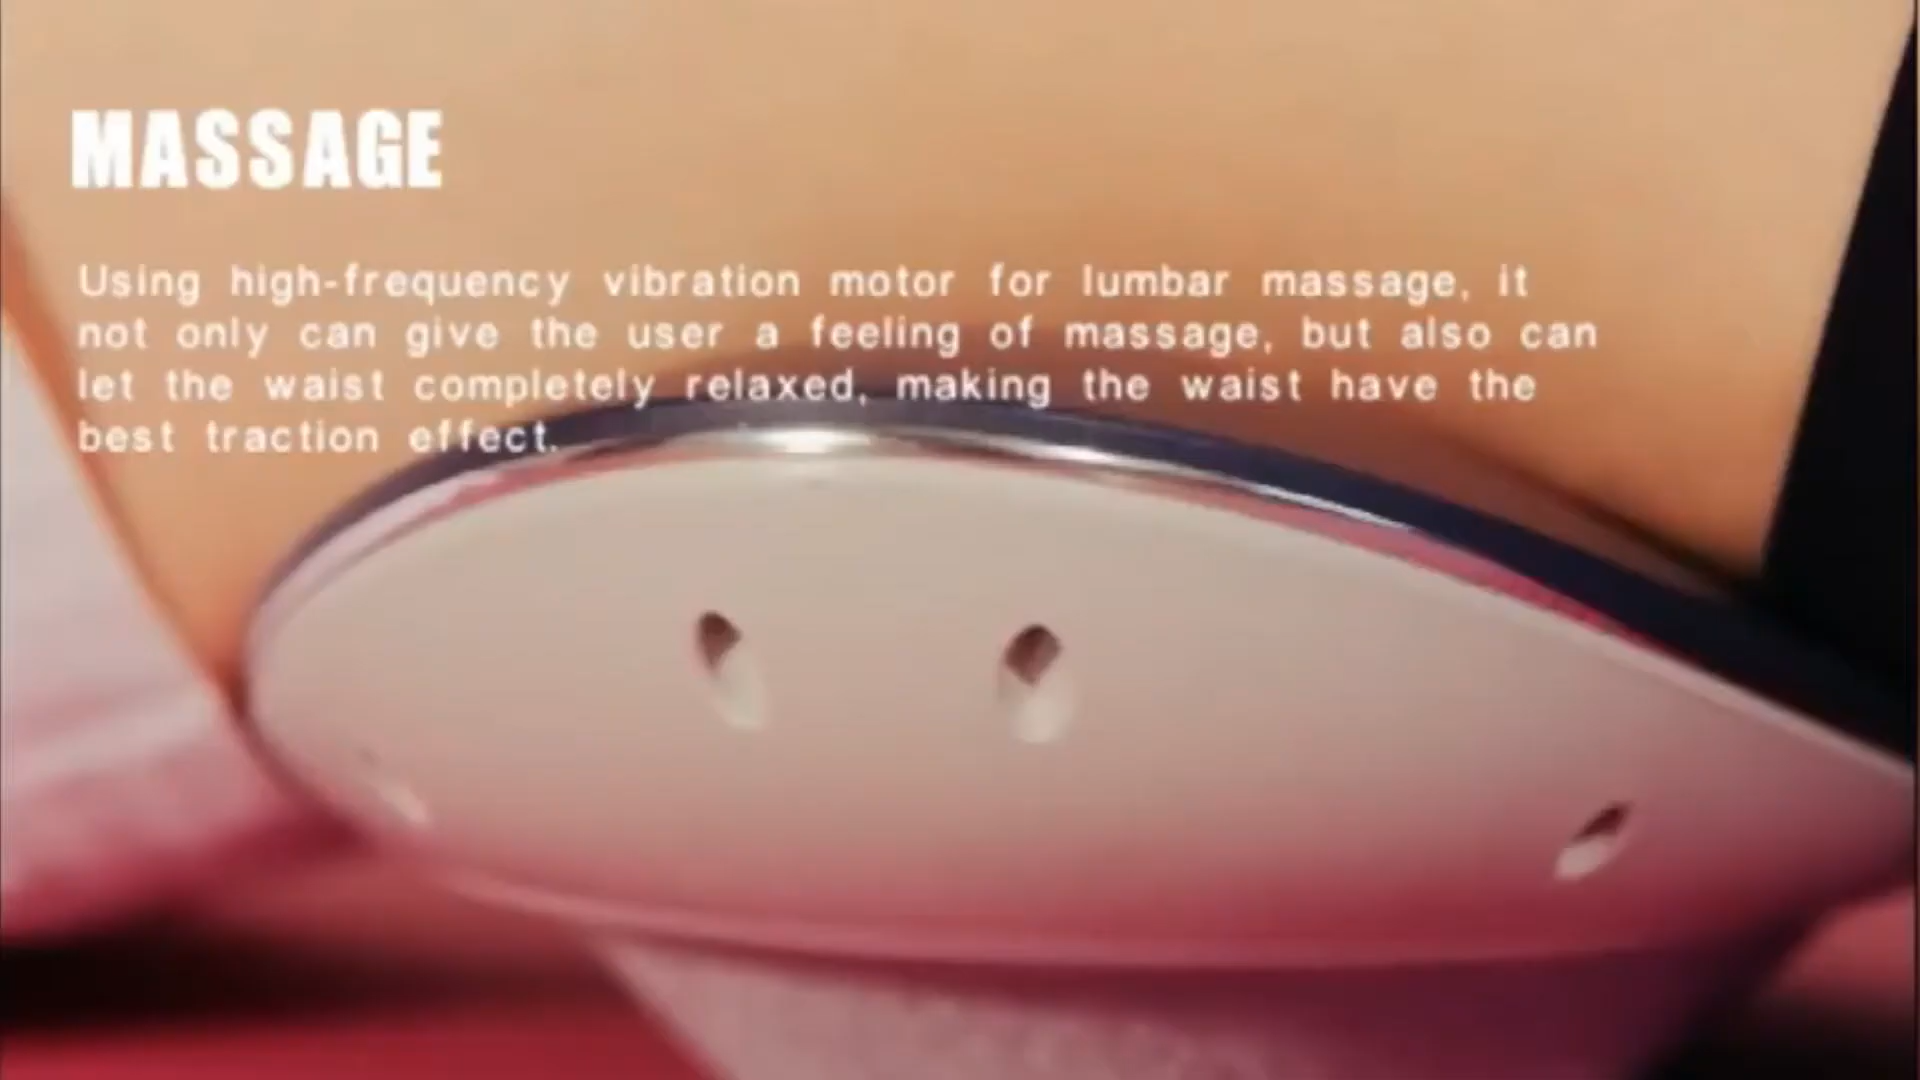 MASSAGE
Using high-frequency vibration motor for lumbar massage, it
not only can give the user a feeling of massage, but also can
let the waist completely relaxed, making the waist have the
best traction effect.